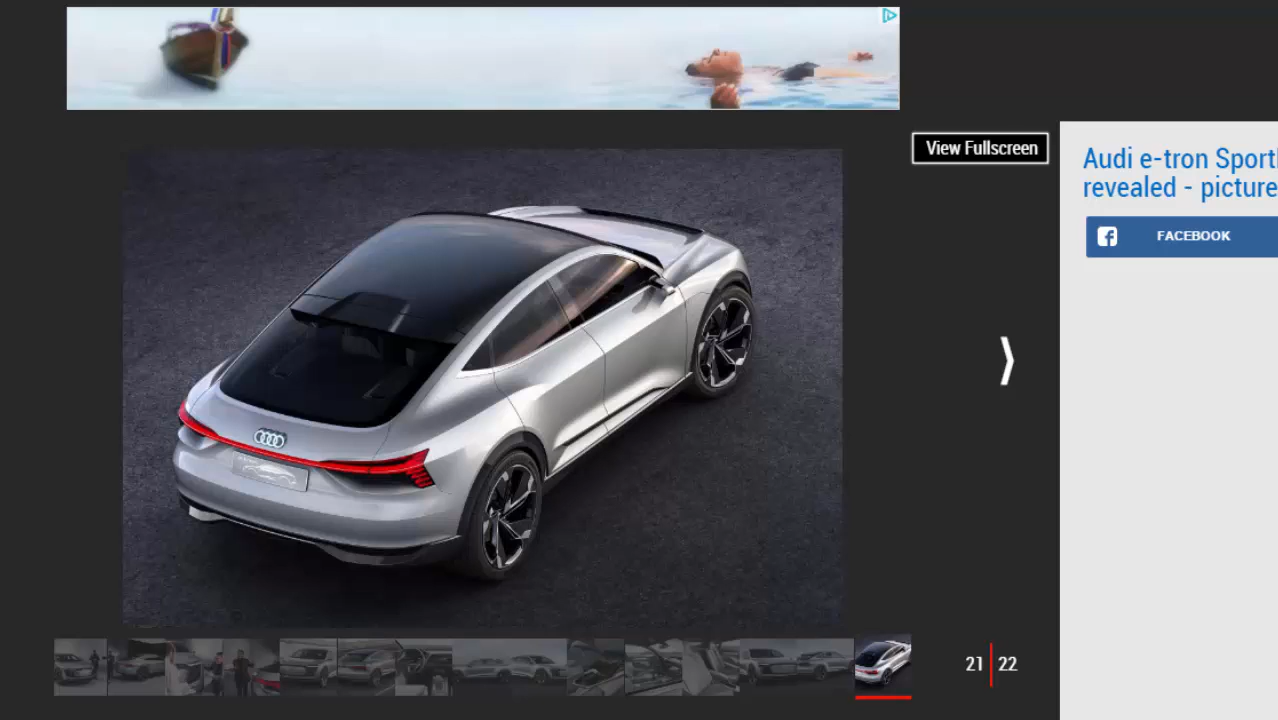 View Fullscreen
Audi e-tron Sport
revealed - picture
FACEBOOK
21 22